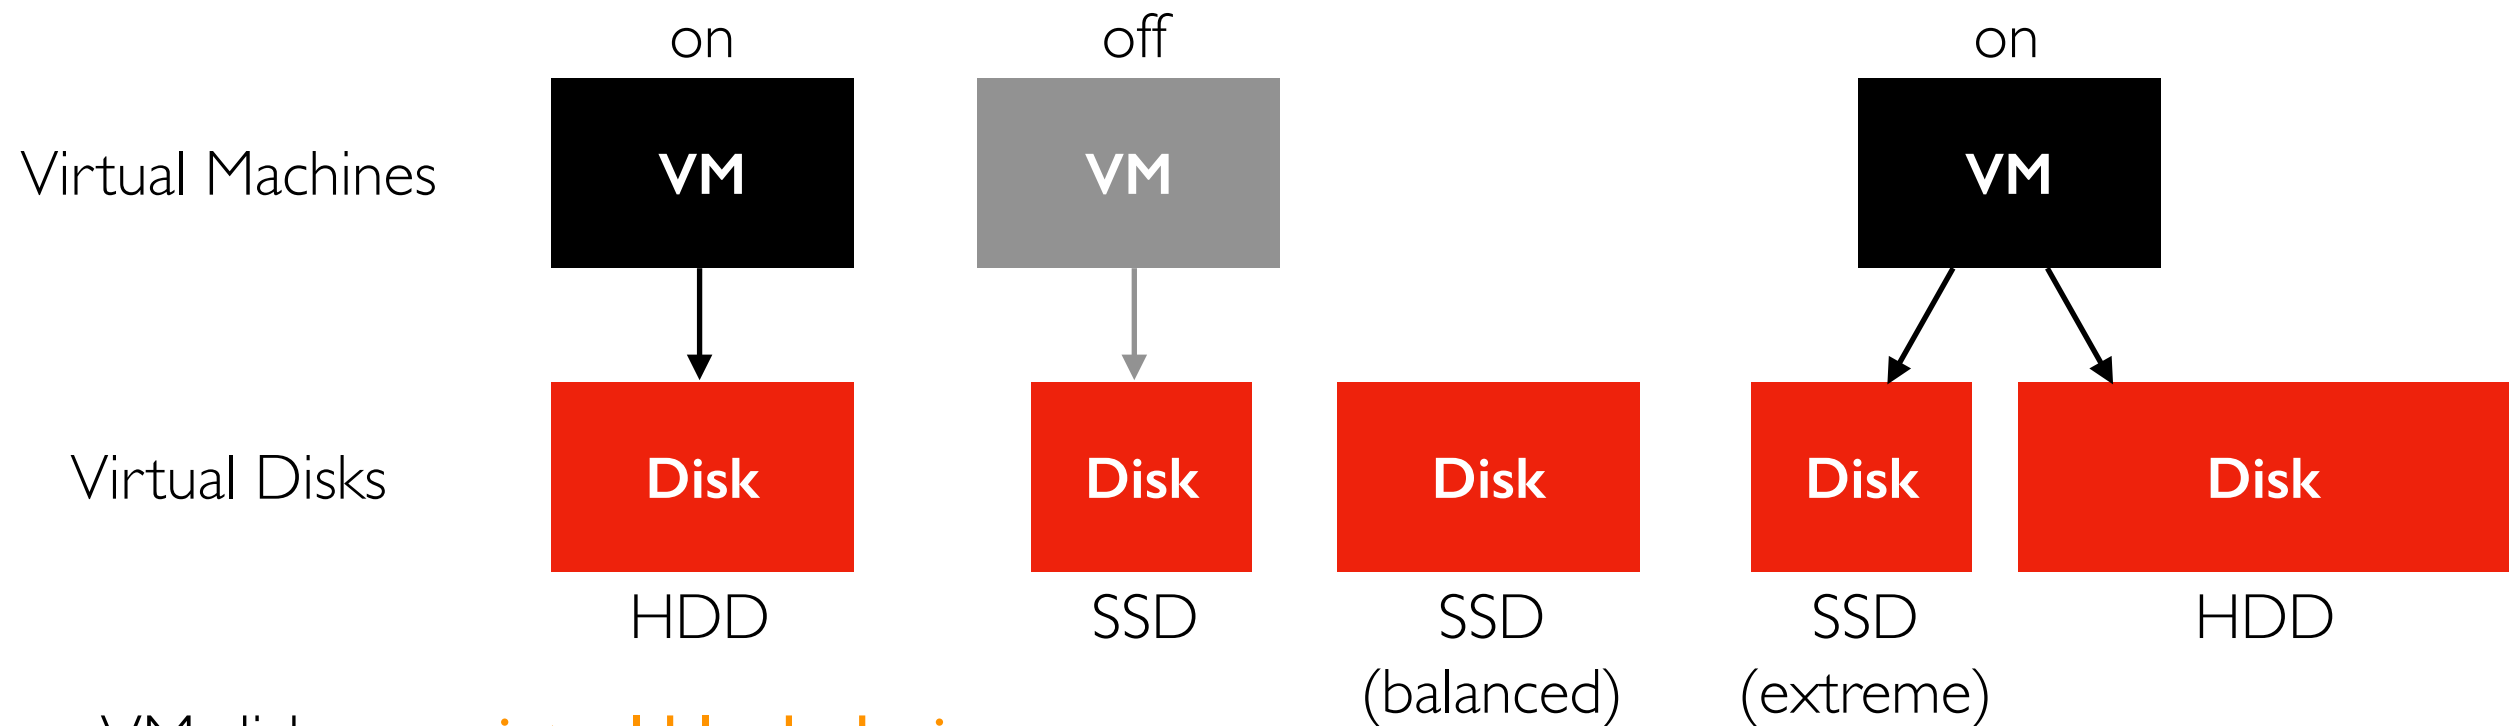 on off on
Virtual Machines VM VM VM
Virtual Disks Disk Disk Disk Disk Disk
HDD SSD SSD SSD HDD
(balanced) (extreme)